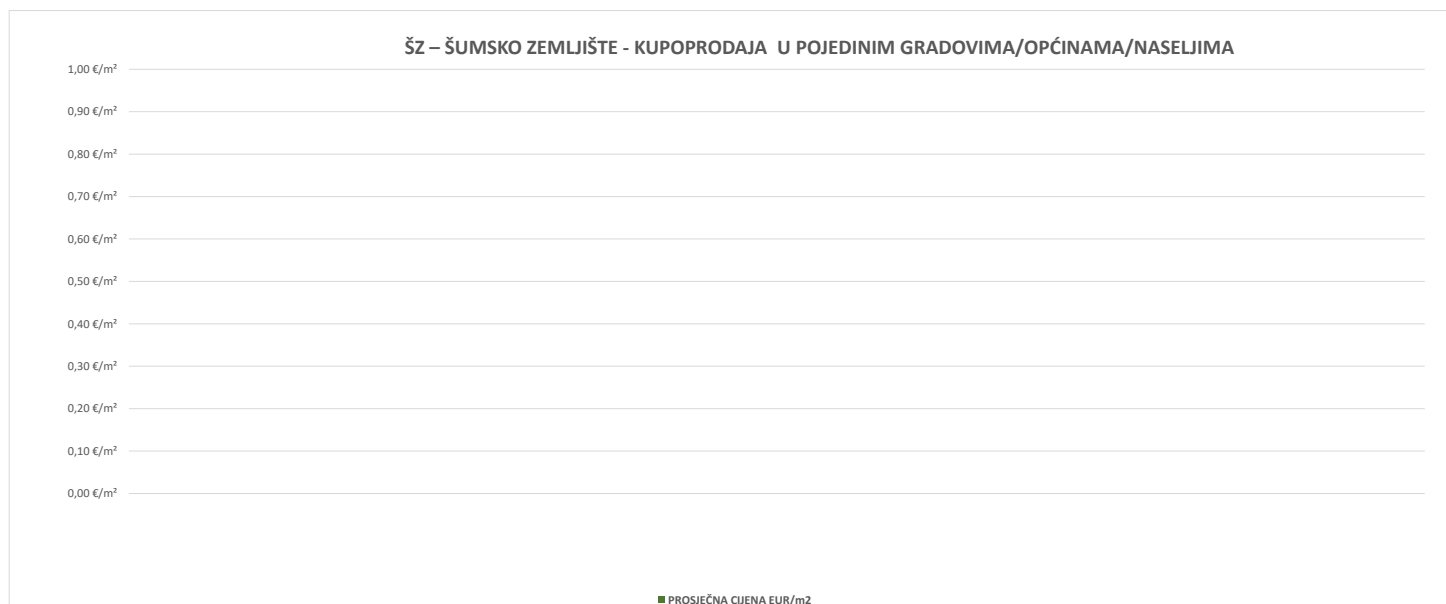 ŠZ – ŠUMSKO ZEMLJIŠTE - KUPOPRODAJA  U POJEDINIM GRADOVIMA/OPĆINAMA/NASELJIMA
1,00 €/m²
0,90 €/m²
0,80 €/m²
0,70 €/m²
0,60 €/m²
0,50 €/m²
0,40 €/m²
0,30 €/m²
0,20 €/m²
0,10 €/m²
0,00 €/m²
PROSJEČNA CIJENA EUR/m2